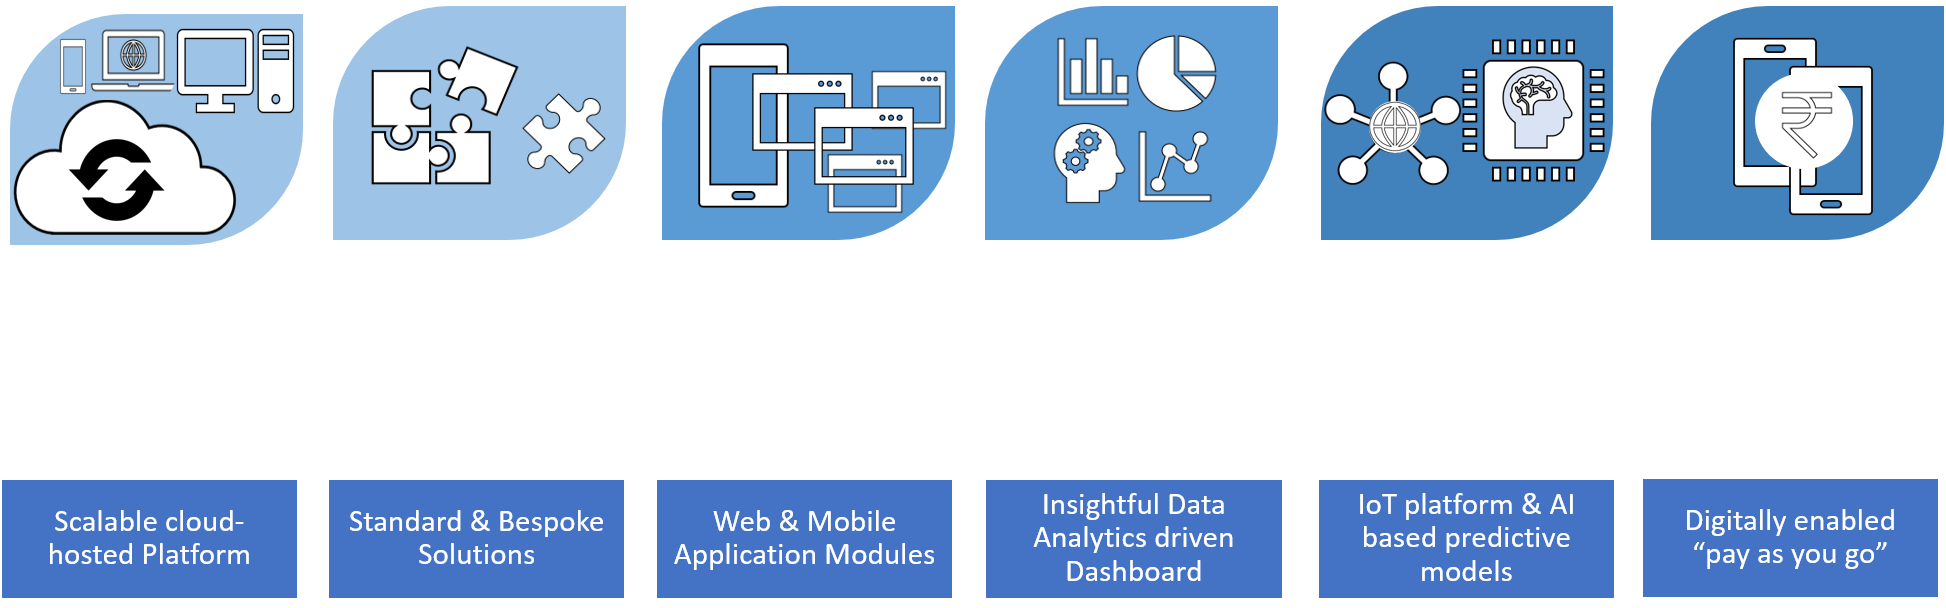 Scalable cloud-
hosted Platform
Standard & Bespoke
Solutions
Web & Mobile
Application Modules
Insightful Data
Analytics driven
Dashboard
IoT platform & AI
based predictive
models
Digitally enabled
“pay as you go”
₹